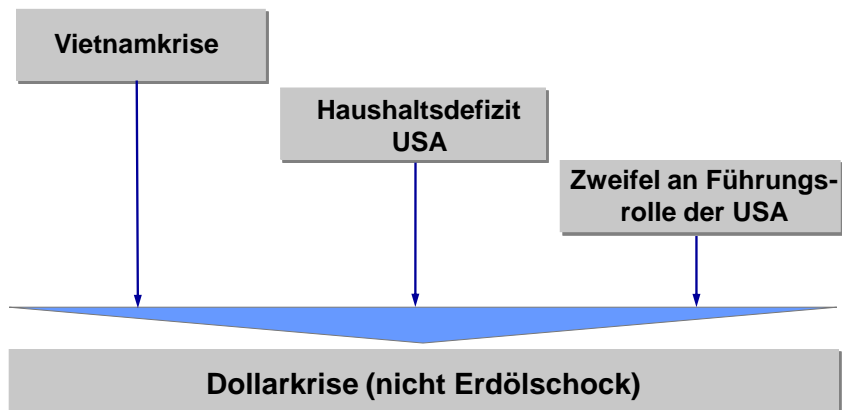 Vietnamkrise
Haushaltsdefizit
USA
Zweifel an Führungs-
rolle der USA
Dollarkrise (nicht Erdölschock)